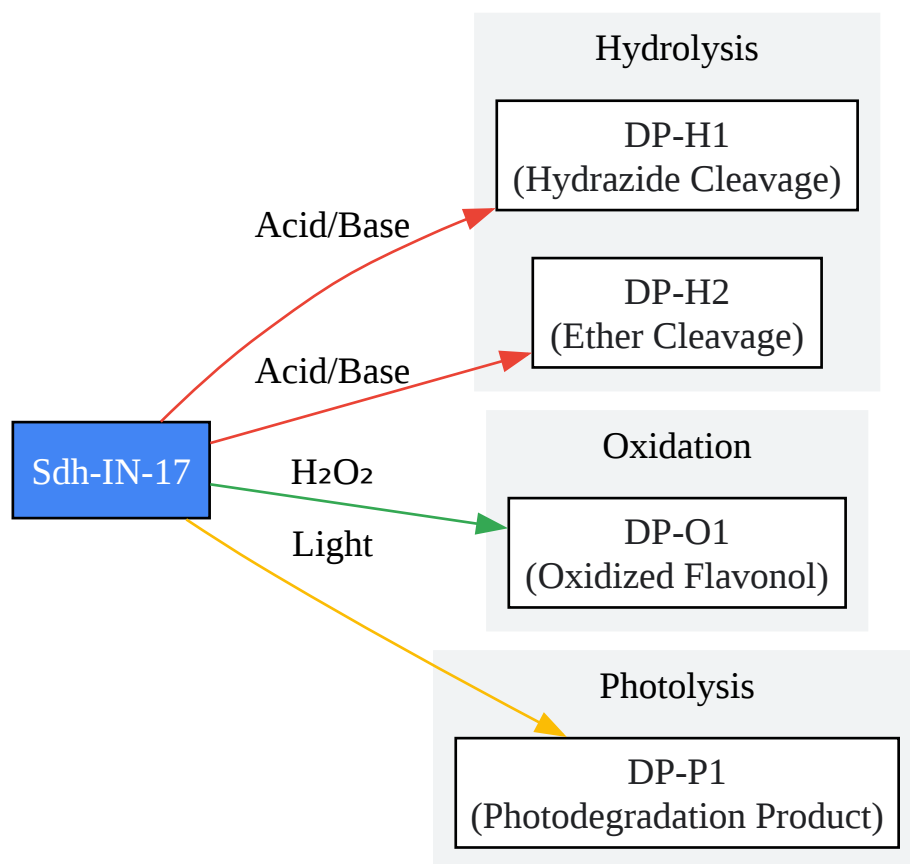 Hydrolysis
DP-H1
(Hydrazide Cleavage)
Acid/Base
DP-H2
(Ether Cleavage)
Acid/Base
Sdh-IN-17
Oxidation
H₂O₂
DP-O1
(Oxidized Flavonol)
Light
Photolysis
DP-P1
(Photodegradation Product)